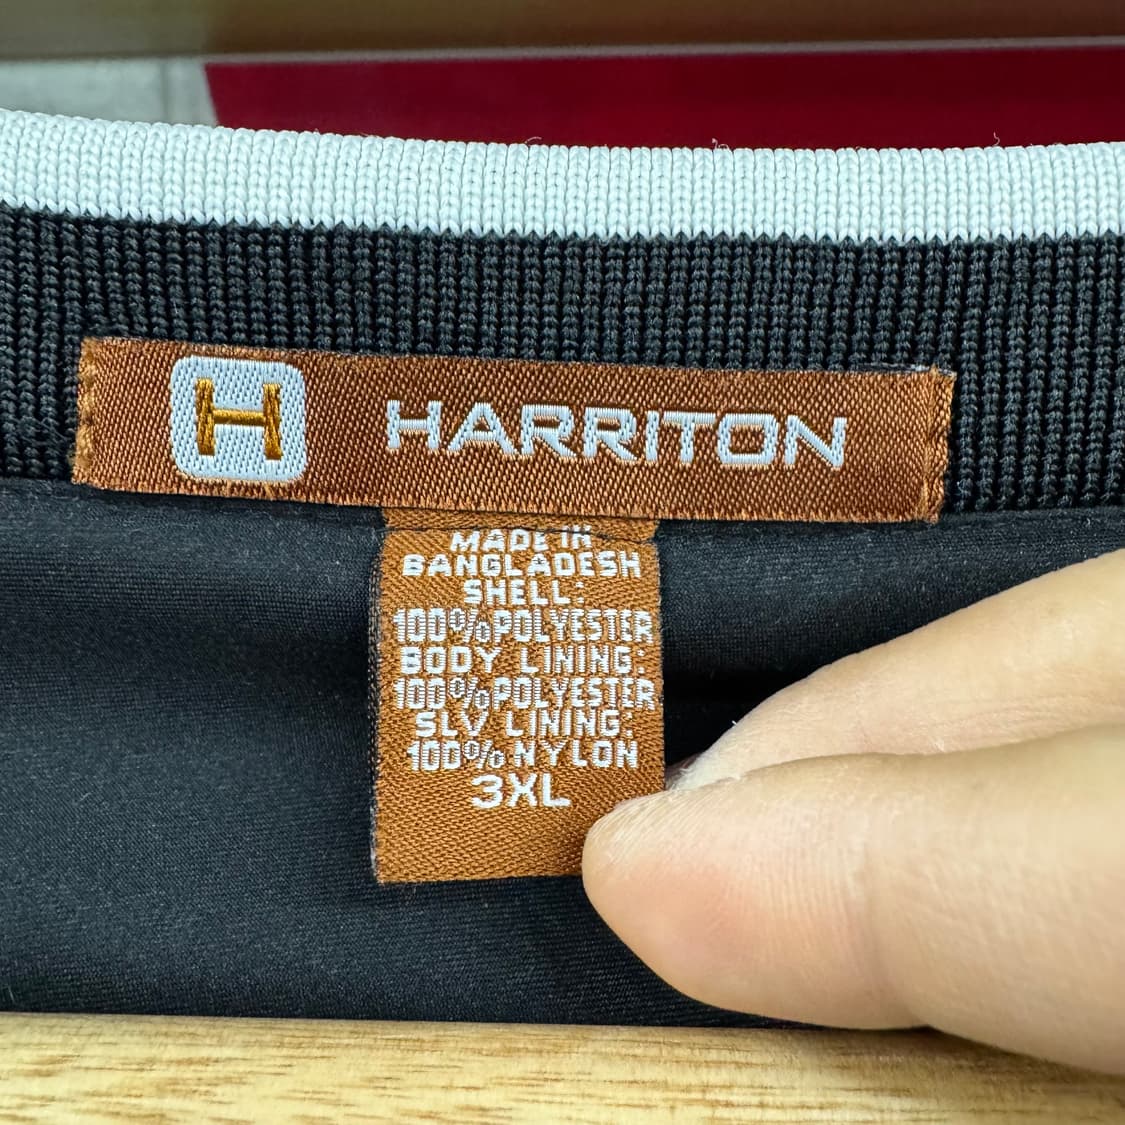 H HARRITON
MADE IN
BANGLADESH
SHELL:
100%POLYESTER
BODY LINING:
100%POLYESTER
SLV LINING:
100% NYLON
3XL